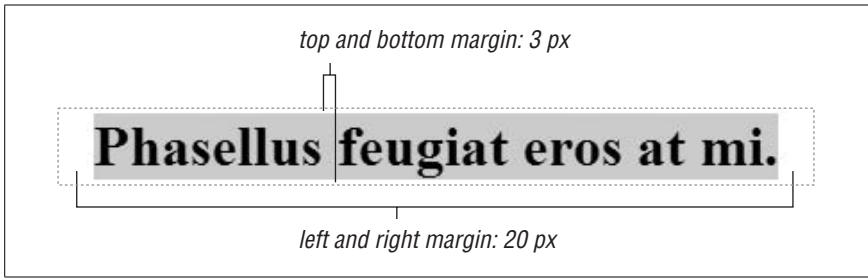 top and bottom margin: 3 px
Phasellus feugiat eros at mi.
left and right margin: 20 px